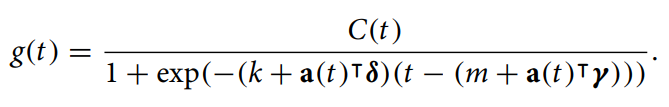 g(t) = C(t) / (1 + exp(−(k + a(t)ᵀδ)(t − (m + a(t)ᵀγ)))).